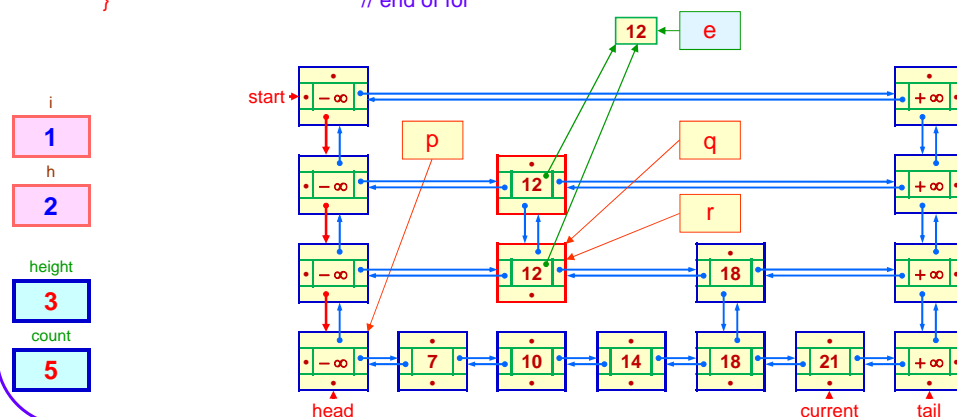 } // end of for
12 e
start − ∞ + ∞
i
1
p q
h
2
− ∞ 12 + ∞
r
height
3
− ∞ 12 18 + ∞
count
5
− ∞ 7 10 14 18 21 + ∞
head current tail